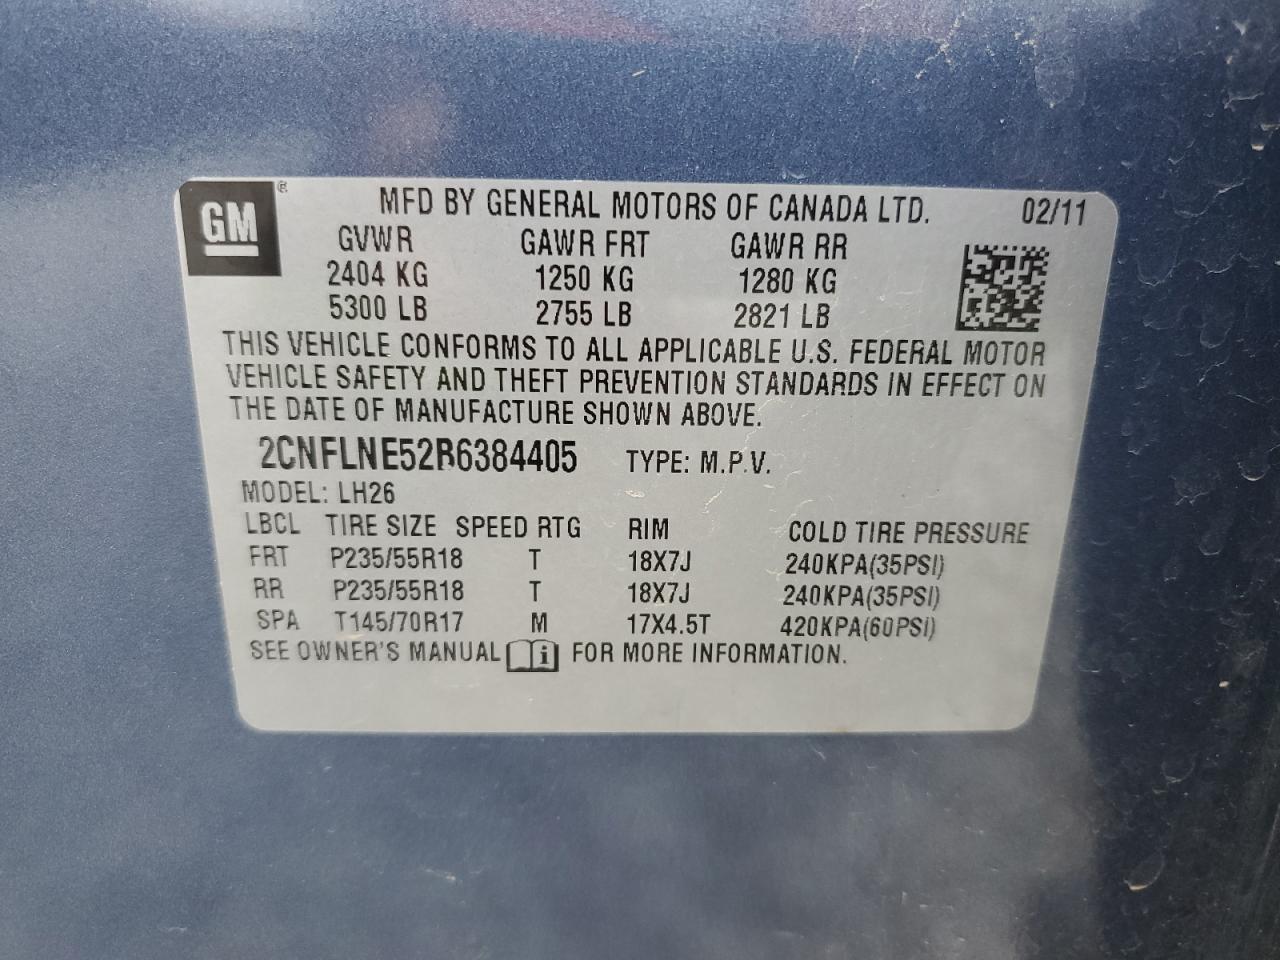 GM ®
MFD BY GENERAL MOTORS OF CANADA LTD. 02/11
GVWR GAWR FRT GAWR RR
2404 KG 1250 KG 1280 KG
5300 LB 2755 LB 2821 LB
THIS VEHICLE CONFORMS TO ALL APPLICABLE U.S. FEDERAL MOTOR
VEHICLE SAFETY AND THEFT PREVENTION STANDARDS IN EFFECT ON
THE DATE OF MANUFACTURE SHOWN ABOVE.
2CNFLNE52B6384405 TYPE: M.P.V.
MODEL: LH26
LBCL TIRE SIZE SPEED RTG RIM COLD TIRE PRESSURE
FRT P235/55R18 T 18X7J 240KPA(35PSI)
RR P235/55R18 T 18X7J 240KPA(35PSI)
SPA T145/70R17 M 17X4.5T 420KPA(60PSI)
SEE OWNER'S MANUAL i FOR MORE INFORMATION.